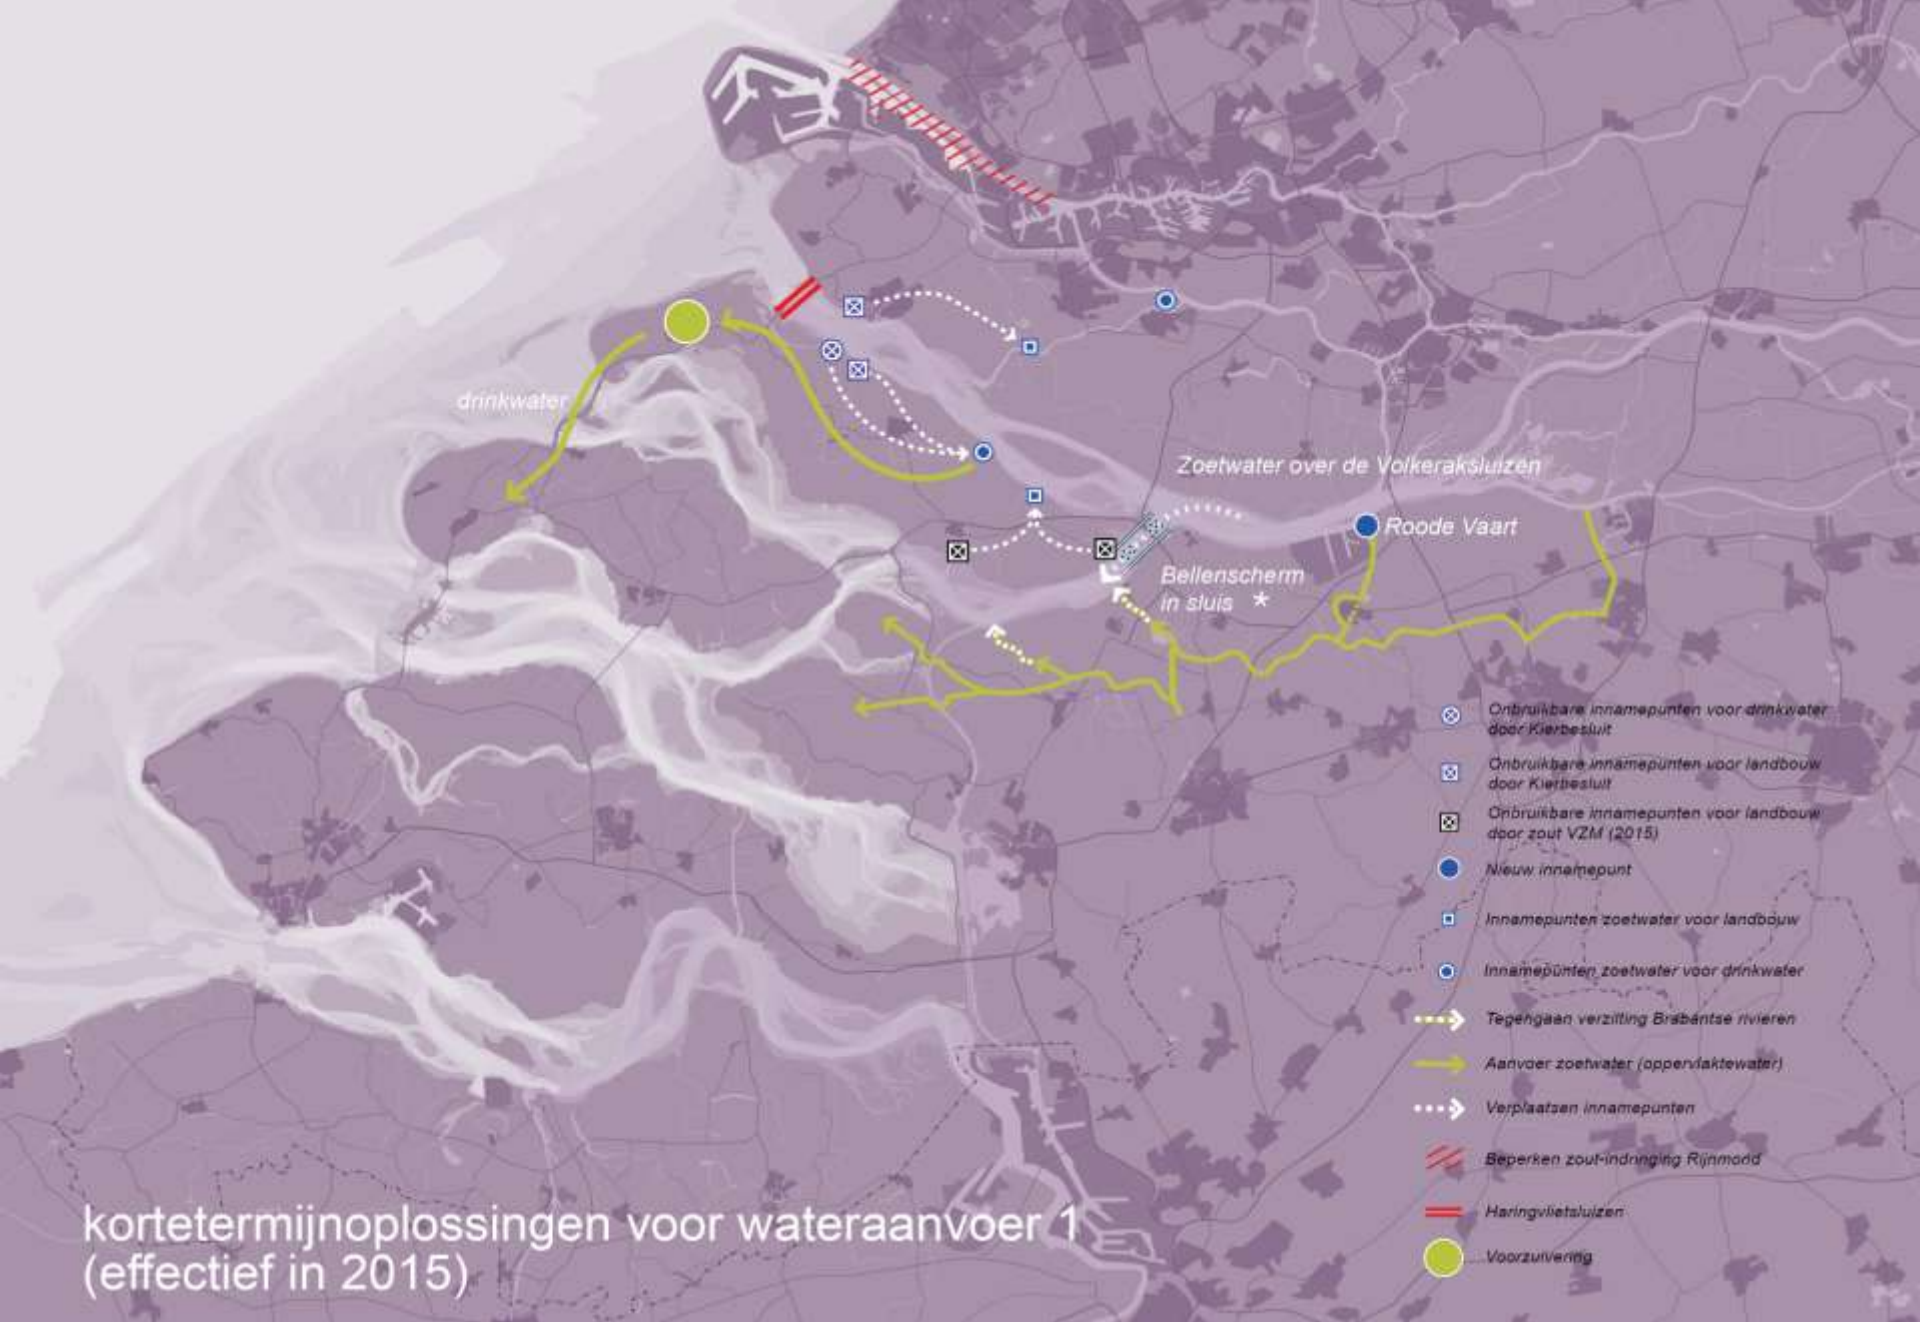 drinkwater
Zoetwater over de Volkeraksluizen
Roode Vaart
Bellenscherm
in sluis *
Onbruikbare innamepunten voor drinkwater
door Kierbesluit
Onbruikbare innamepunten voor landbouw
door Kierbesluit
Onbruikbare innamepunten voor landbouw
door zout VZM (2015)
Nieuw innamepunt
Innamepunten zoetwater voor landbouw
Innamepunten zoetwater voor drinkwater
Tegengaan verzilting Brabantse rivieren
Aanvoer zoetwater (oppervlaktewater)
Verplaatsen innamepunten
Beperken zout-indringing Rijnmond
Haringvlietsluizen
Voorzuivering
kortetermijnoplossingen voor wateraanvoer 1
(effectief in 2015)